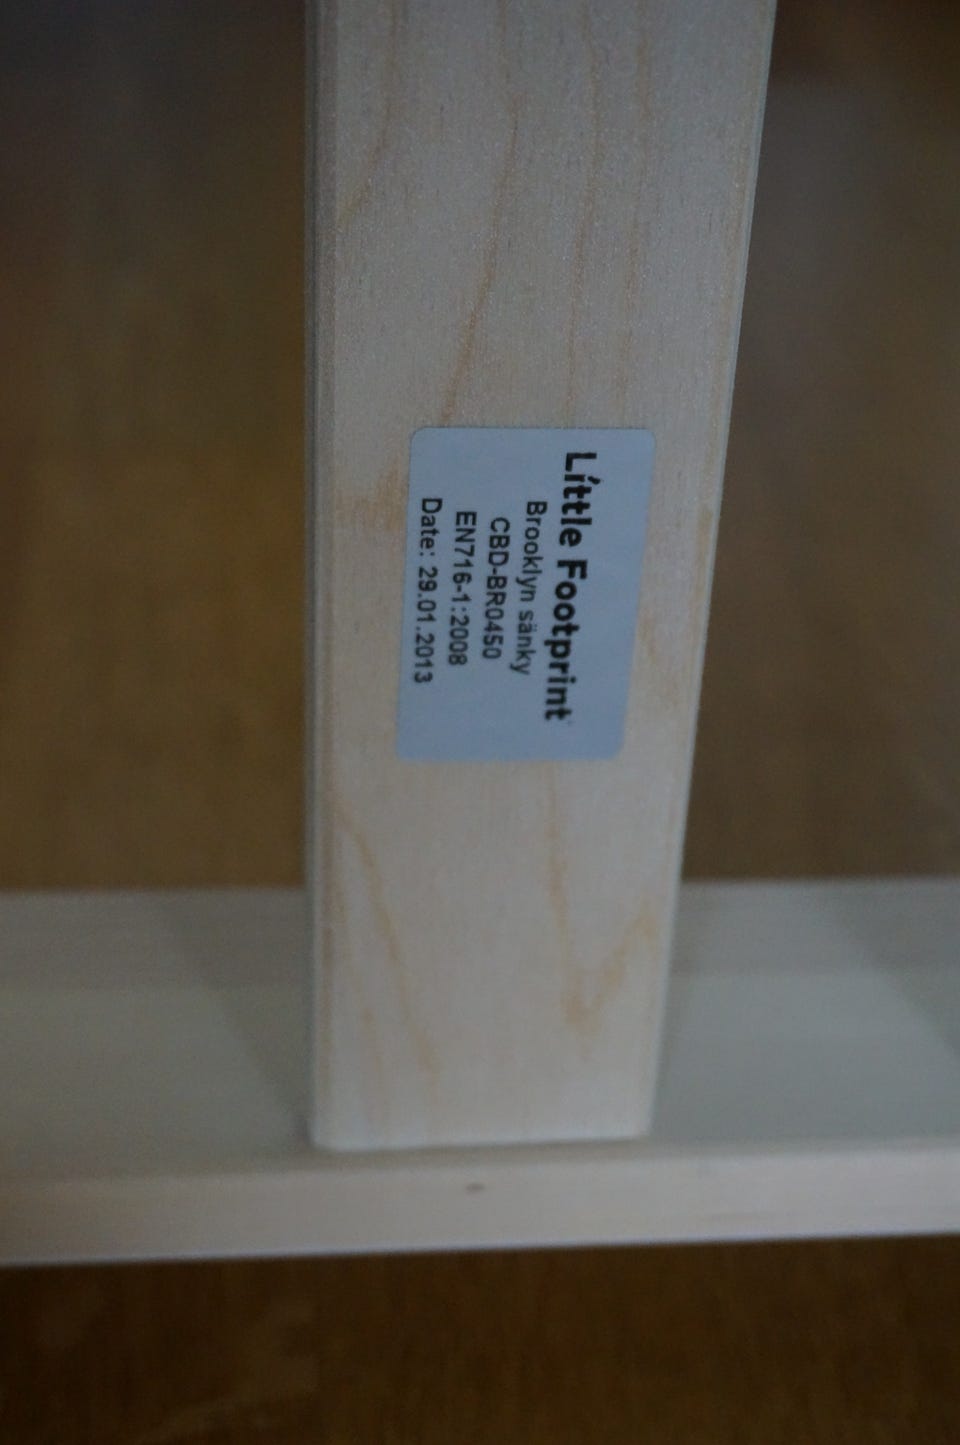 Little Footprint
Brooklyn sänky
CBD-BR0450
EN716-1:2008
Date: 29.01.2013